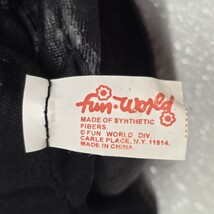 fun·World
MADE OF SYNTHETIC
FIBERS.
© FUN WORLD DIV.
CARLE PLACE, N.Y. 11514.
MADE IN CHINA.